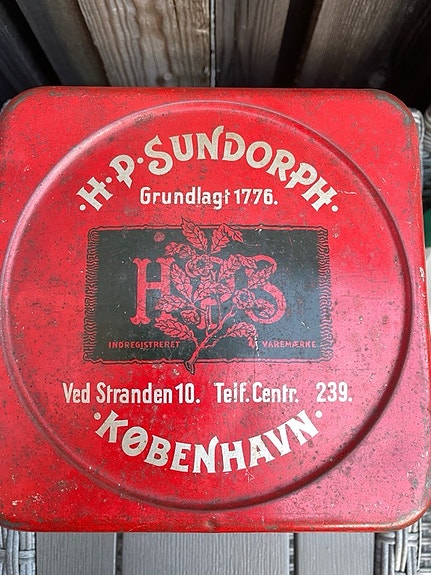 ·H·P·SUNDORPH·
Grundlagt 1776.
INDREGISTRERET VAREMÆRKE
Ved Stranden 10. Telf. Centr. 239.
·KØBENHAVN·